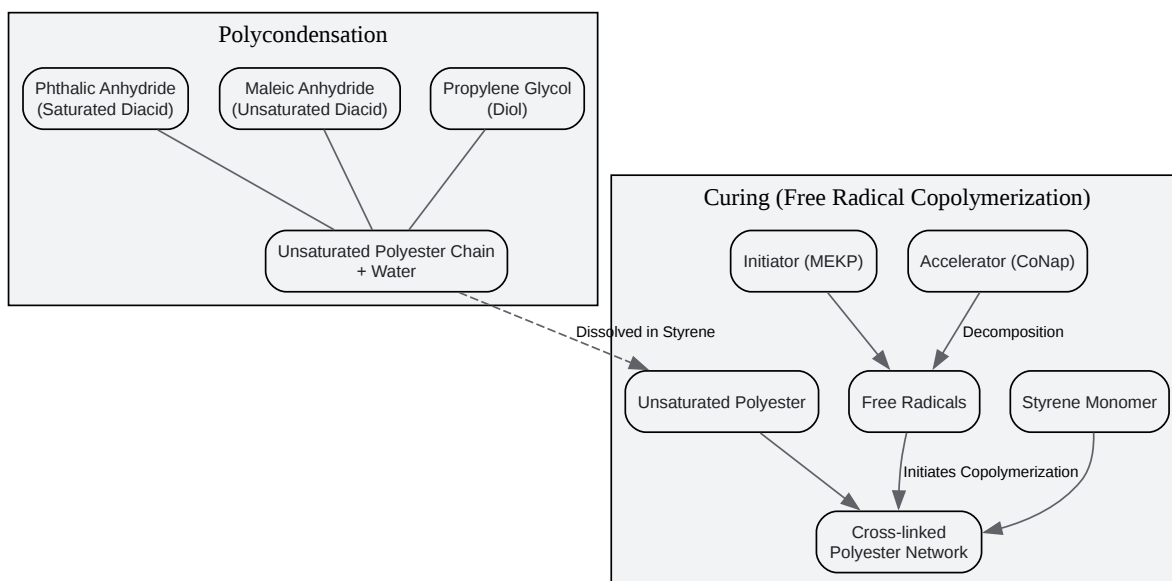 Polycondensation
Phthalic Anhydride
(Saturated Diacid)
Maleic Anhydride
(Unsaturated Diacid)
Propylene Glycol
(Diol)
Unsaturated Polyester Chain
+ Water
Dissolved in Styrene
Curing (Free Radical Copolymerization)
Initiator (MEKP)
Accelerator (CoNap)
Decomposition
Unsaturated Polyester
Free Radicals
Styrene Monomer
Initiates Copolymerization
Cross-linked
Polyester Network